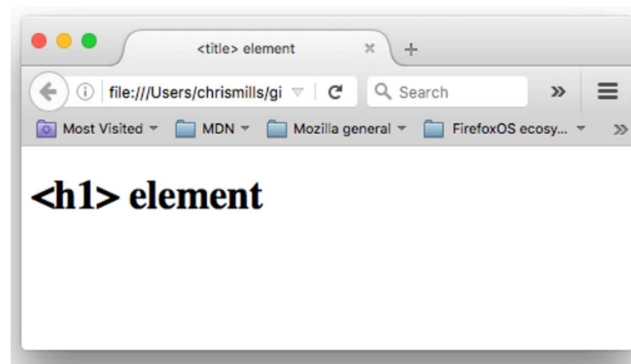 <title> element
file:///Users/chrismills/gi
Search
Most Visited MDN Mozilla general FirefoxOS ecosy...
<h1> element